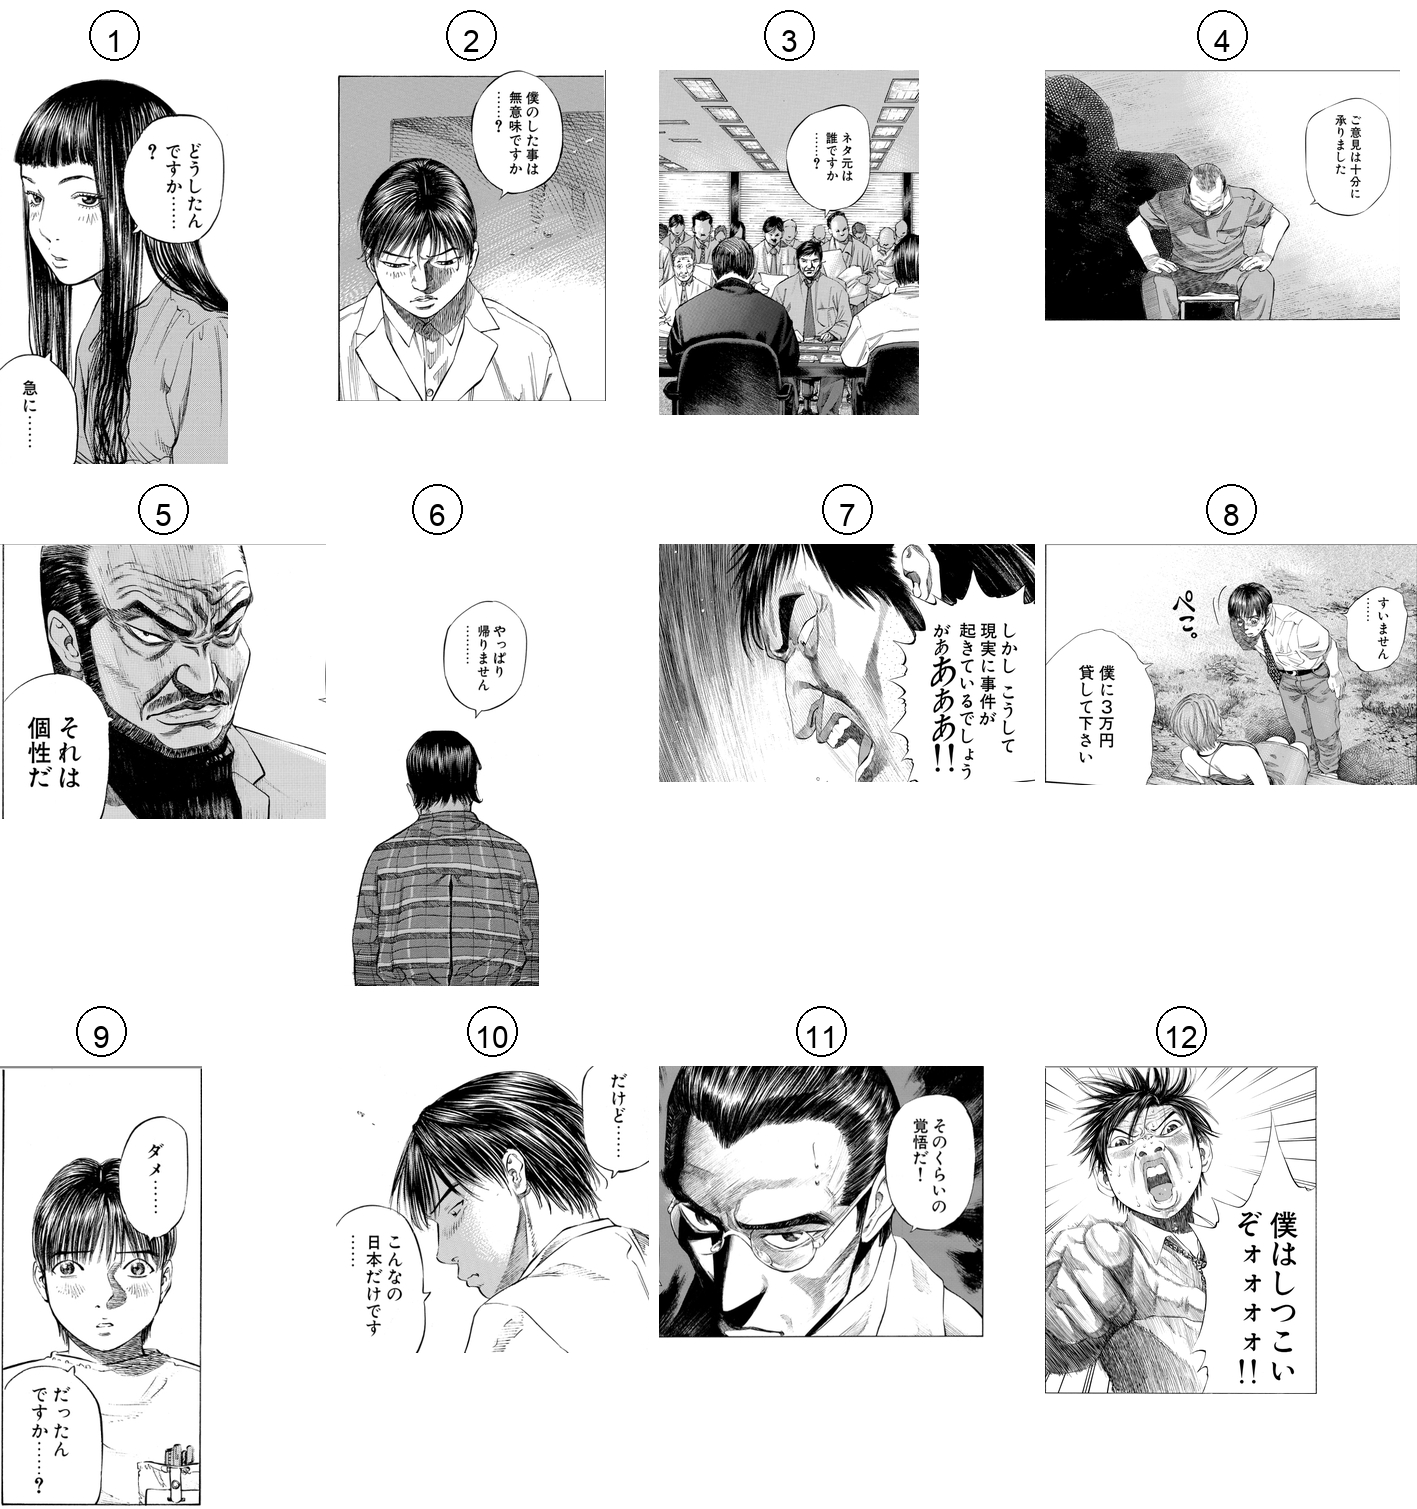 1
どうしたん
ですか……
？
急に……
2
僕のした事は
無意味ですか
……？
3
ネタ元は
誰ですか
……？
4
ご意見は十分に
承りました
5
それは
個性だ
6
やっぱり
帰りません
………
7
しかし こうして
現実に事件が
起きているでしょう
がぁあぁぁ!!
8
すいません
……
ぺこ。
僕に３万円
貸して下さい
9
ダメ……
だったん
ですか……？
10
だけど……
こんなの
日本だけです
……
11
そのくらいの
覚悟だ！
12
僕はしつこい
ぞォォォォ!!